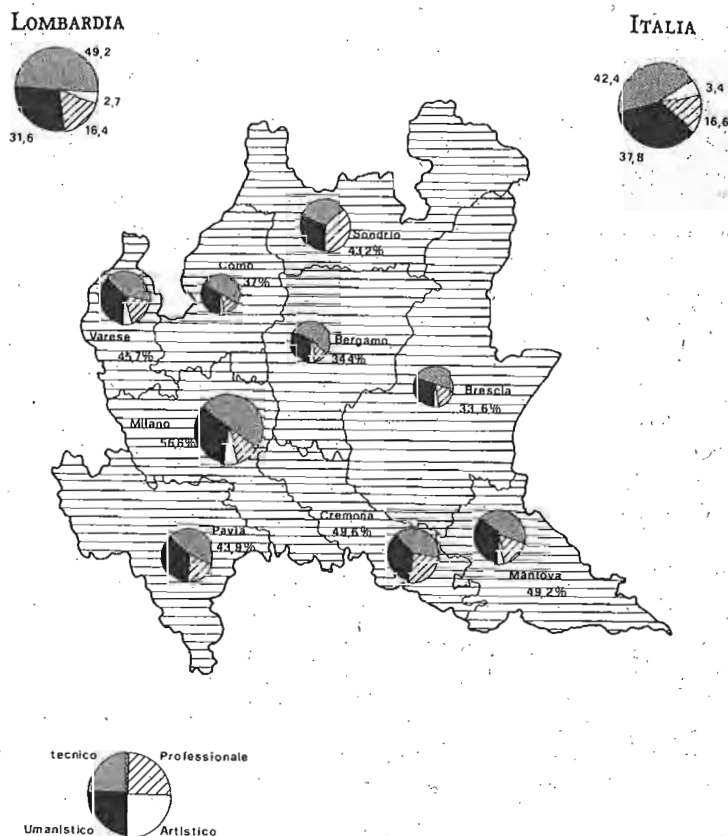 LOMBARDIA
49,2
2,7
16,4
31,6
ITALIA
42,4
3,4
16,6
37,8
Sondrio
43,2%
Como
37%
Varese
45,7%
Bergamo
34,4%
Brescia
33,6%
Milano
56,6%
Cremona
49,6%
Pavia
43,9%
Mantova
49,2%
tecnico
Professionale
Umanistico
Artistico